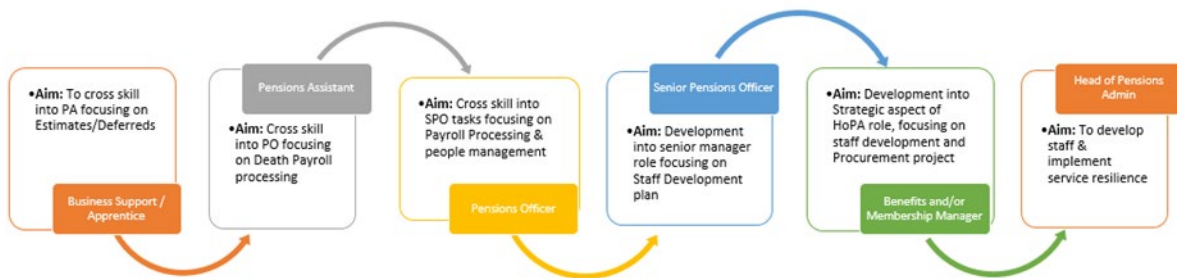 •Aim: To cross skill
into PA focusing on
Estimates/Deferreds
Business Support /
Apprentice
Pensions Assistant
•Aim: Cross skill
into PO focusing
on Death Payroll
processing
•Aim: Cross skill into
SPO tasks focusing on
Payroll Processing &
people management
Pensions Officer
Senior Pensions Officer
•Aim: Development
into senior manager
role focusing on
Staff Development
plan
•Aim: Development into
Strategic aspect of
HoPA role, focusing on
staff development and
Procurement project
Benefits and/or
Membership Manager
Head of Pensions
Admin
•Aim: To develop
staff &
implement
service resilience